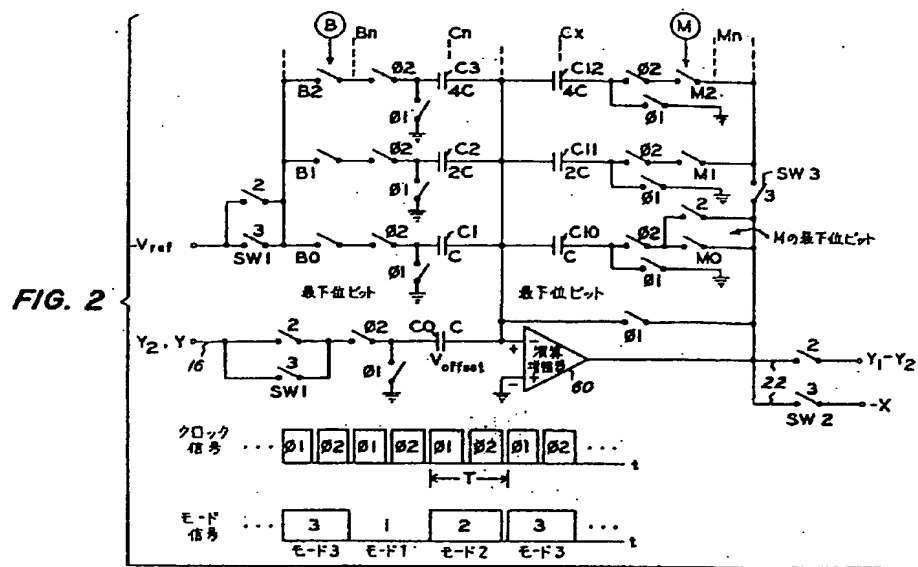 B Bn Cn Cx M Mn
Ø2 C3 C12 Ø2
B2 4C 4C M2
Ø1 Ø1
Ø2 C2 C11 Ø2
B1 2C 2C M1
Ø1 Ø1
SW3
3
2 2
-Vref 3 Ø2 C1 C10 Ø2
SW1 B0 C C M0
Mの最下位ビット
Ø1 Ø1
FIG. 2
最下位ビット 最下位ビット
Ø1
Y2, Y 2 Ø2 C0 C
16 3 Ø1 Voffset + -
SW1
演算増幅器
- +
60
2 Y1-Y2
22 3 -X
SW2
クロック信号 ··· Ø1 Ø2 Ø1 Ø2 Ø1 Ø2 Ø1 Ø2 ··· t
T
モード信号 ··· 3 1 2 3 ··· t
モード3 モード1 モード2 モード3